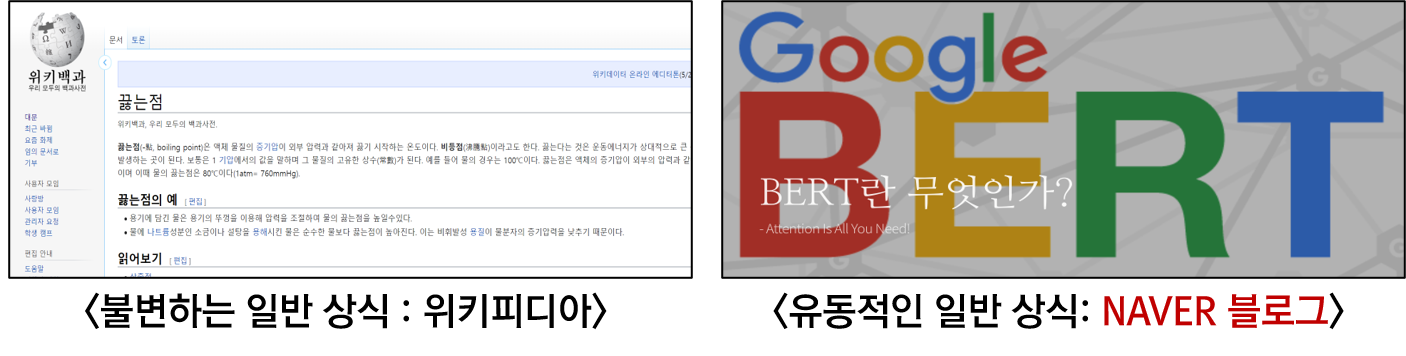 위키백과
우리 모두의 백과사전
대문
최근 바뀜
요즘 화제
임의 문서로
기부
사용자 모임
사랑방
사용자 모임
관리자 요청
학생 캠프
편집 안내
도움말
문서 토론
위키데이터 온라인 에디터톤(5/2
끓는점
위키백과, 우리 모두의 백과사전.
끓는점(-點, boiling point)은 액체 물질의 증기압이 외부 압력과 같아져 끓기 시작하는 온도이다. 비등점(沸騰點)이라고도 한다. 끓는다는 것은 운동에너지가 상대적으로 큰
발생하는 곳이 된다. 보통은 1 기압에서의 값을 말하며 그 물질의 고유한 상수(常數)가 된다. 예를 들어 물의 경우는 100℃이다. 끓는점은 액체의 증기압이 외부의 압력과 같
이며 이때 물의 끓는점은 80℃이다(1atm= 760mmHg).
끓는점의 예 [편집]
• 용기에 담긴 물은 용기의 뚜껑을 이용해 압력을 조절하여 물의 끓는점을 높일수있다.
• 물에 나트륨성분인 소금이나 설탕을 용해시킨 물은 순수한 물보다 끓는점이 높아진다. 이는 비휘발성 용질이 물분자의 증기압력을 낮추기 때문이다.
읽어보기 [편집]
<불변하는 일반 상식 : 위키피디아>
Google
BERT
BERT란 무엇인가?
- Attention Is All You Need!
<유동적인 일반 상식: NAVER 블로그>